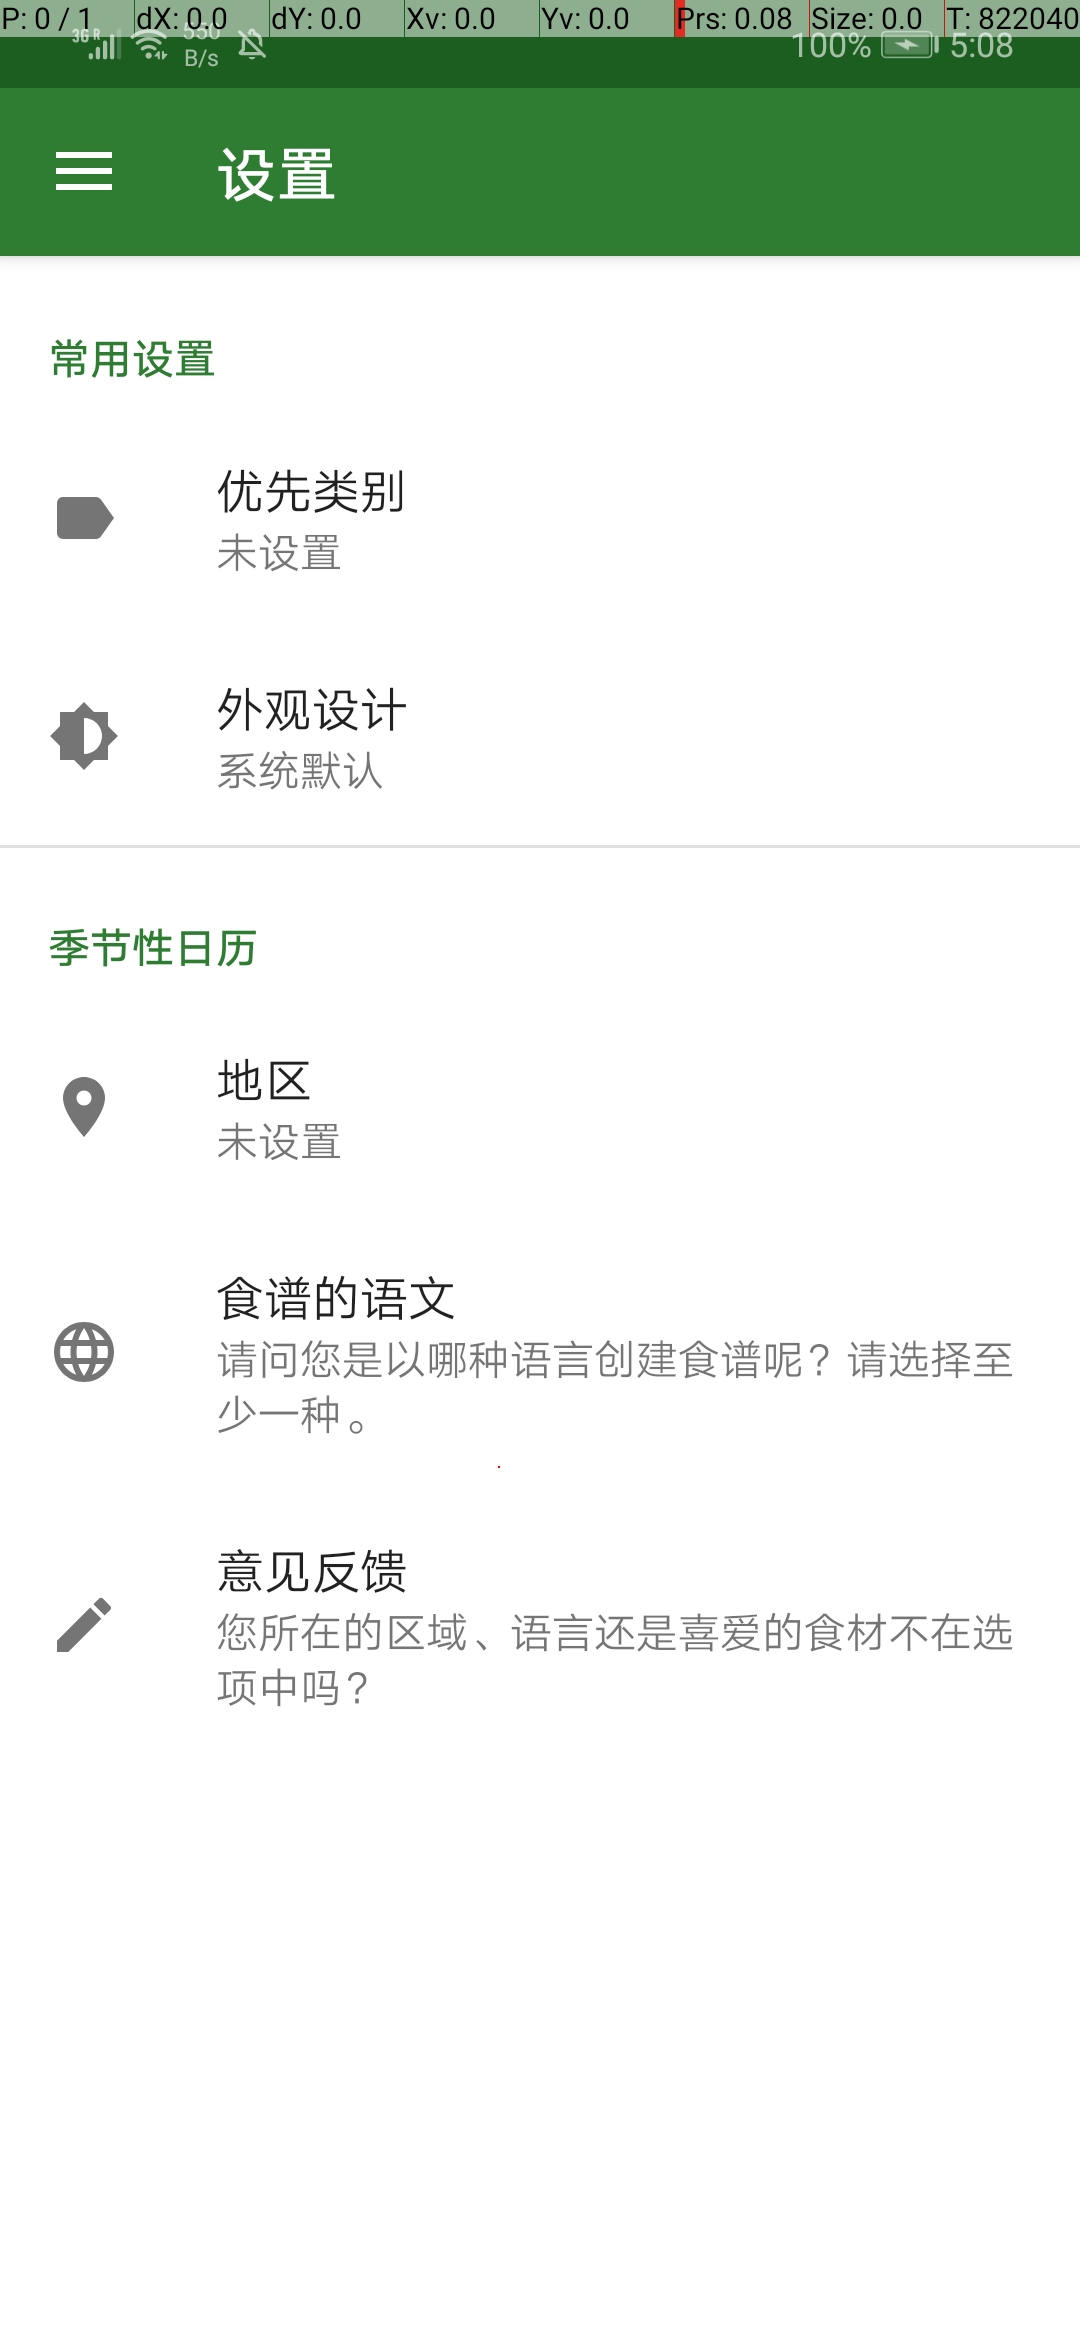 P: 0 / 1 dX: 0.0 dY: 0.0 Xv: 0.0 Yv: 0.0 Prs: 0.08 Size: 0.0 T: 822040
3G R 550 B/s 100% 5:08
设置
常用设置
优先类别
未设置
外观设计
系统默认
季节性日历
地区
未设置
食谱的语文
请问您是以哪种语言创建食谱呢？请选择至
少一种。
意见反馈
您所在的区域、语言还是喜爱的食材不在选
项中吗？